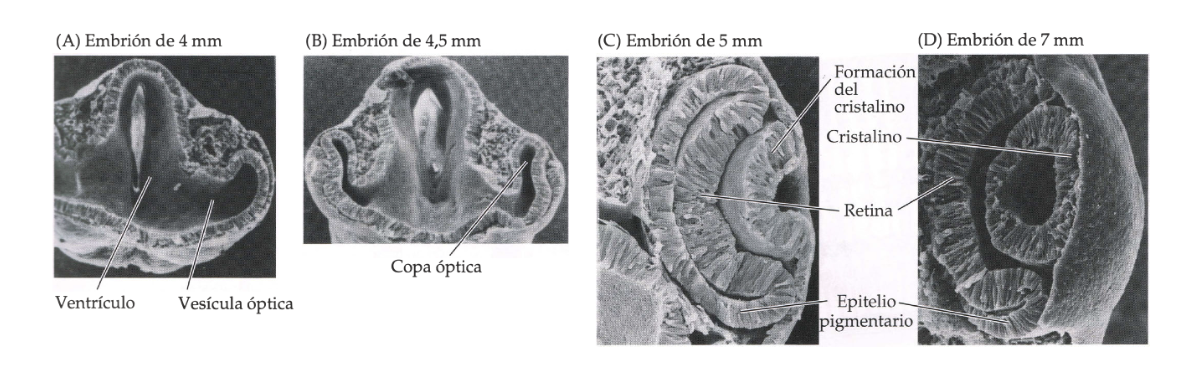 (A) Embrión de 4 mm
(B) Embrión de 4,5 mm
(C) Embrión de 5 mm
(D) Embrión de 7 mm
Formación
del
cristalino
Cristalino
Retina
Copa óptica
Ventrículo
Vesícula óptica
Epitelio
pigmentario